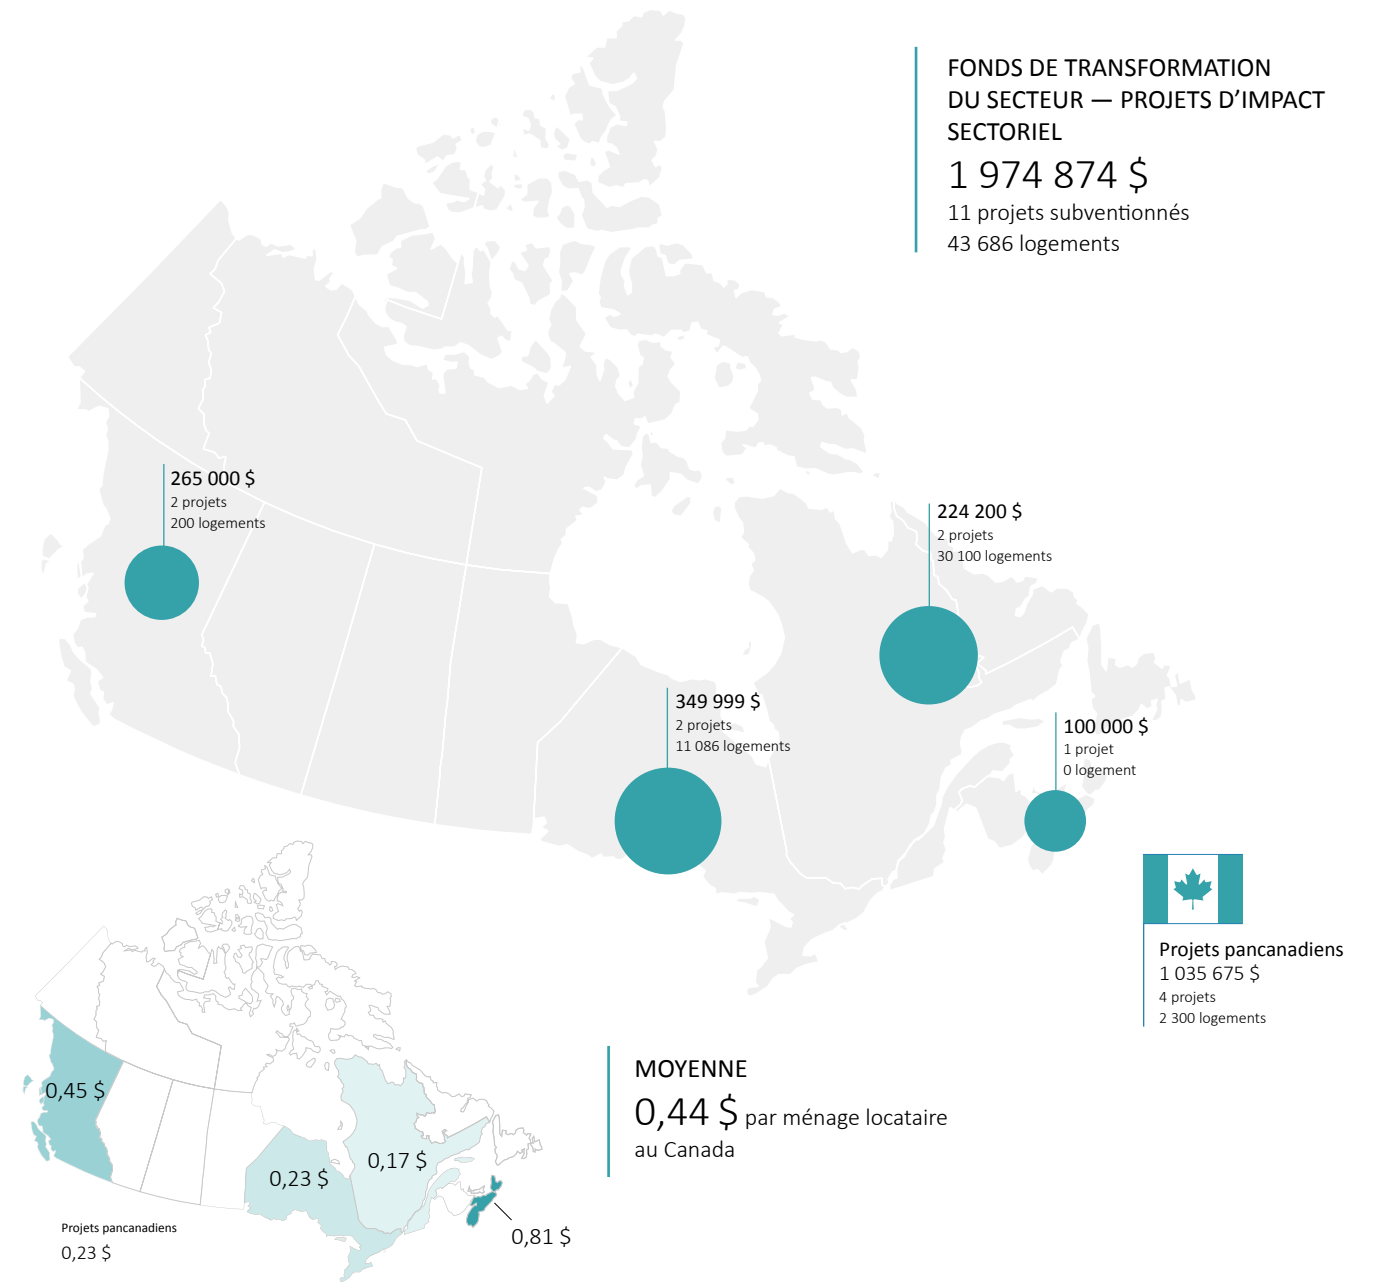 FONDS DE TRANSFORMATION
DU SECTEUR — PROJETS D’IMPACT
SECTORIEL
1 974 874 $
11 projets subventionnés
43 686 logements
265 000 $
2 projets
200 logements
224 200 $
2 projets
30 100 logements
349 999 $
2 projets
11 086 logements
100 000 $
1 projet
0 logement
Projets pancanadiens
1 035 675 $
4 projets
2 300 logements
MOYENNE
0,44 $ par ménage locataire
au Canada
0,45 $
0,23 $
0,17 $
0,81 $
Projets pancanadiens
0,23 $